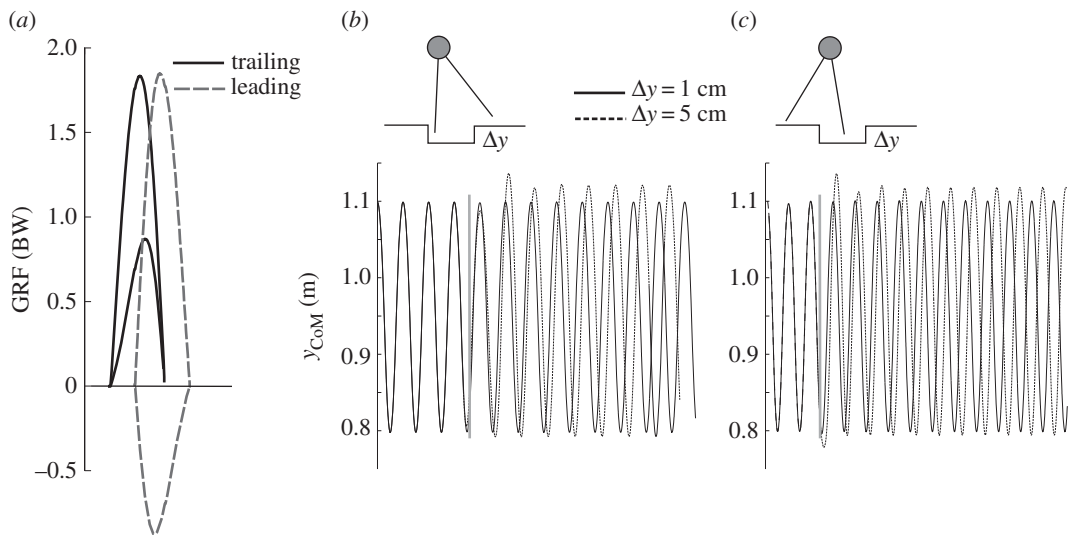 (a)
2.0
1.5
1.0
0.5
0
–0.5
GRF (BW)
trailing
leading
(b)
Δy
Δy = 1 cm
Δy = 5 cm
1.1
1.0
0.9
0.8
yCoM (m)
(c)
Δy
1.1
1.0
0.9
0.8